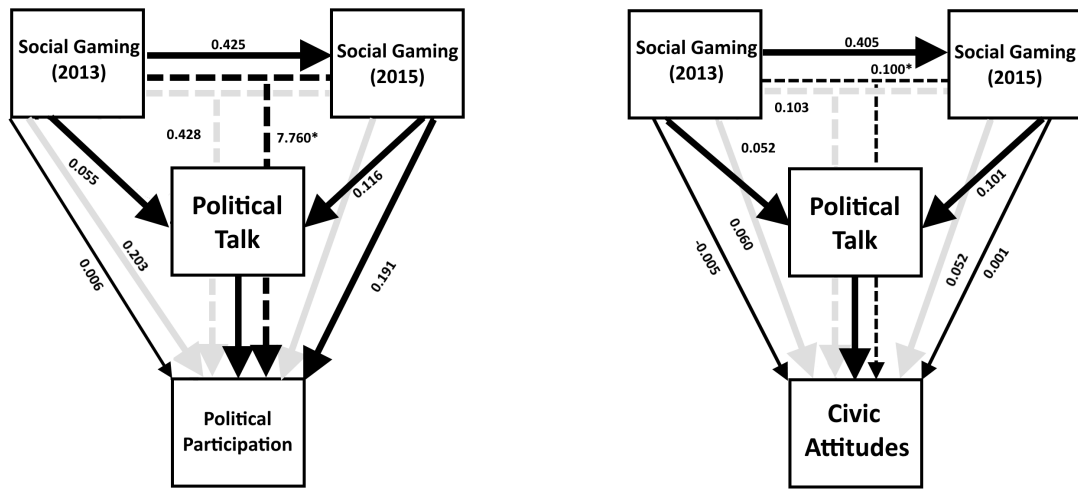 Social Gaming
(2013)
0.425
Social Gaming
(2015)
0.428
7.760*
0.055
0.116
Political
Talk
0.203
0.006
0.191
Political
Participation
Social Gaming
(2013)
0.405
0.100*
Social Gaming
(2015)
0.103
0.052
0.101
Political
Talk
0.060
-0.005
0.052
0.001
Civic
Attitudes